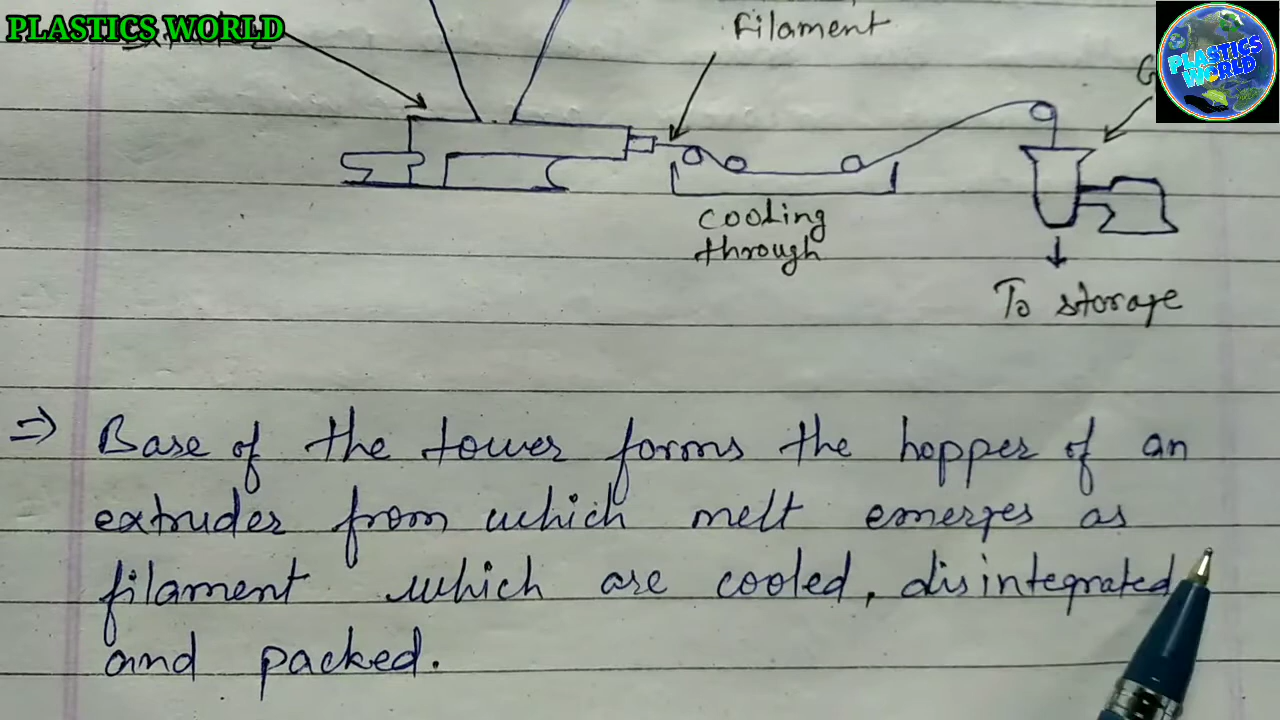 PLASTICS WORLD
Filament
PLASTICS
WORLD
G
Cooling
through
To storage
⇒ Base of the tower forms the hopper of an
extruder from which melt emerges as
filament which are cooled, disintegrated
and packed.